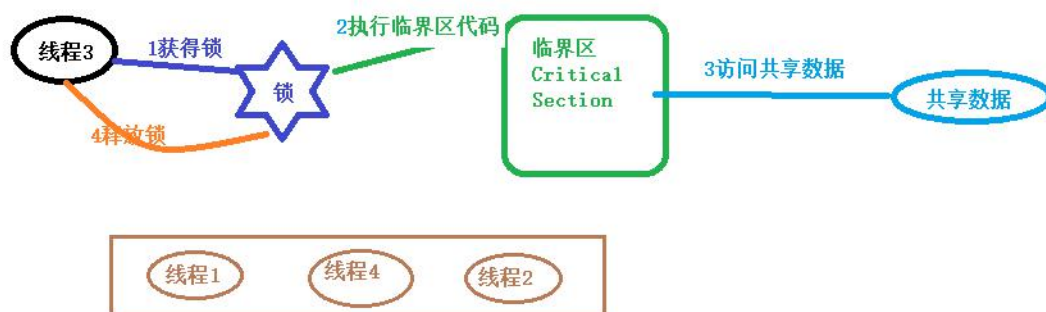 线程3
1获得锁
锁
2执行临界区代码
临界区
Critical
Section
3访问共享数据
共享数据
4释放锁
线程1
线程4
线程2